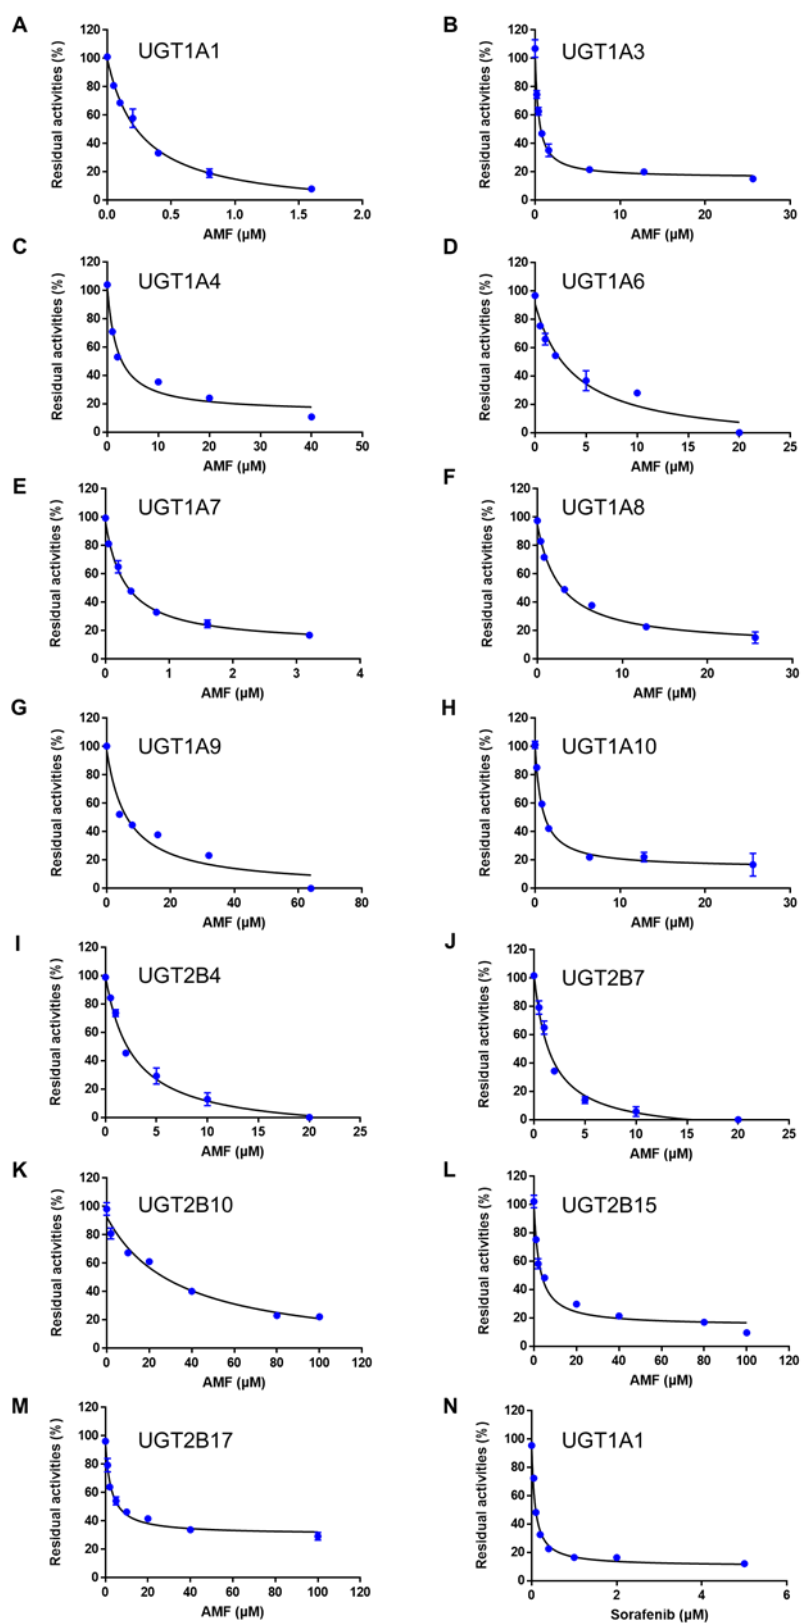 A
UGT1A1
Residual activities (%)
120
100
80
60
40
20
0
0.0 0.5 1.0 1.5 2.0
AMF (µM)
B
UGT1A3
Residual activities (%)
120
100
80
60
40
20
0
0 10 20 30
AMF (µM)
C
UGT1A4
Residual activities (%)
120
100
80
60
40
20
0
0 10 20 30 40 50
AMF (µM)
D
UGT1A6
Residual activities (%)
120
100
80
60
40
20
0
0 5 10 15 20 25
AMF (µM)
E
UGT1A7
Residual activities (%)
120
100
80
60
40
20
0
0 1 2 3 4
AMF (µM)
F
UGT1A8
Residual activities (%)
120
100
80
60
40
20
0
0 10 20 30
AMF (µM)
G
UGT1A9
Residual activities (%)
120
100
80
60
40
20
0
0 20 40 60 80
AMF (µM)
H
UGT1A10
Residual activities (%)
120
100
80
60
40
20
0
0 10 20 30
AMF (µM)
I
UGT2B4
Residual activities (%)
120
100
80
60
40
20
0
0 5 10 15 20 25
AMF (µM)
J
UGT2B7
Residual activities (%)
120
100
80
60
40
20
0
0 5 10 15 20 25
AMF (µM)
K
UGT2B10
Residual activities (%)
120
100
80
60
40
20
0
0 20 40 60 80 100 120
AMF (µM)
L
UGT2B15
Residual activities (%)
120
100
80
60
40
20
0
0 20 40 60 80 100 120
AMF (µM)
M
UGT2B17
Residual activities (%)
120
100
80
60
40
20
0
0 20 40 60 80 100 120
AMF (µM)
N
UGT1A1
Residual activities (%)
120
100
80
60
40
20
0
0 2 4 6
Sorafenib (µM)